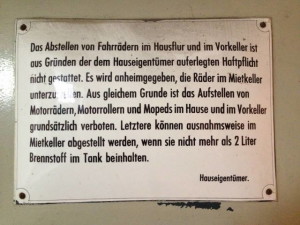 Das Abstellen von Fahrrädern im Hausflur und im Vorkeller ist
aus Gründen der dem Hauseigentümer auferlegten Haftpflicht
nicht gestattet. Es wird anheimgegeben, die Räder im Mietkeller
Aus gleichem Grunde ist das Aufstellen von
Motorrädern, Motorrollern und Mopeds im Hause und im Vorkeller
grundsätzlich verboten. Letztere können ausnahmsweise im
Mietkeller abgestellt werden, wenn sie nicht mehr als 2 Liter
Brennstoff im Tank beinhalten.
Hauseigentümer.